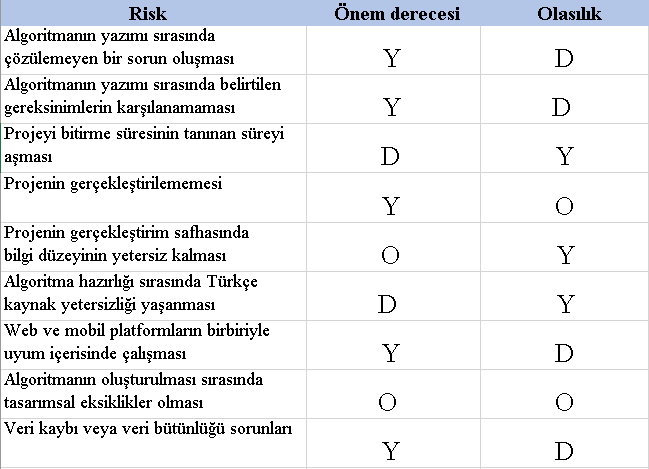 Risk Önem derecesi Olasılık
Algoritmanın yazımı sırasında
çözülemeyen bir sorun oluşması Y D
Algoritmanın yazımı sırasında belirtilen
gereksinimlerin karşılanamaması Y D
Projeyi bitirme süresinin tanınan süreyi
aşması D Y
Projenin gerçekleştirilememesi
Y O
Projenin gerçekleştirim safhasında
bilgi düzeyinin yetersiz kalması O Y
Algoritma hazırlığı sırasında Türkçe
kaynak yetersizliği yaşanması D Y
Web ve mobil platformların birbiriyle
uyum içerisinde çalışması Y D
Algoritmanın oluşturulması sırasında
tasarımsal eksiklikler olması O O
Veri kaybı veya veri bütünlüğü sorunları
Y D